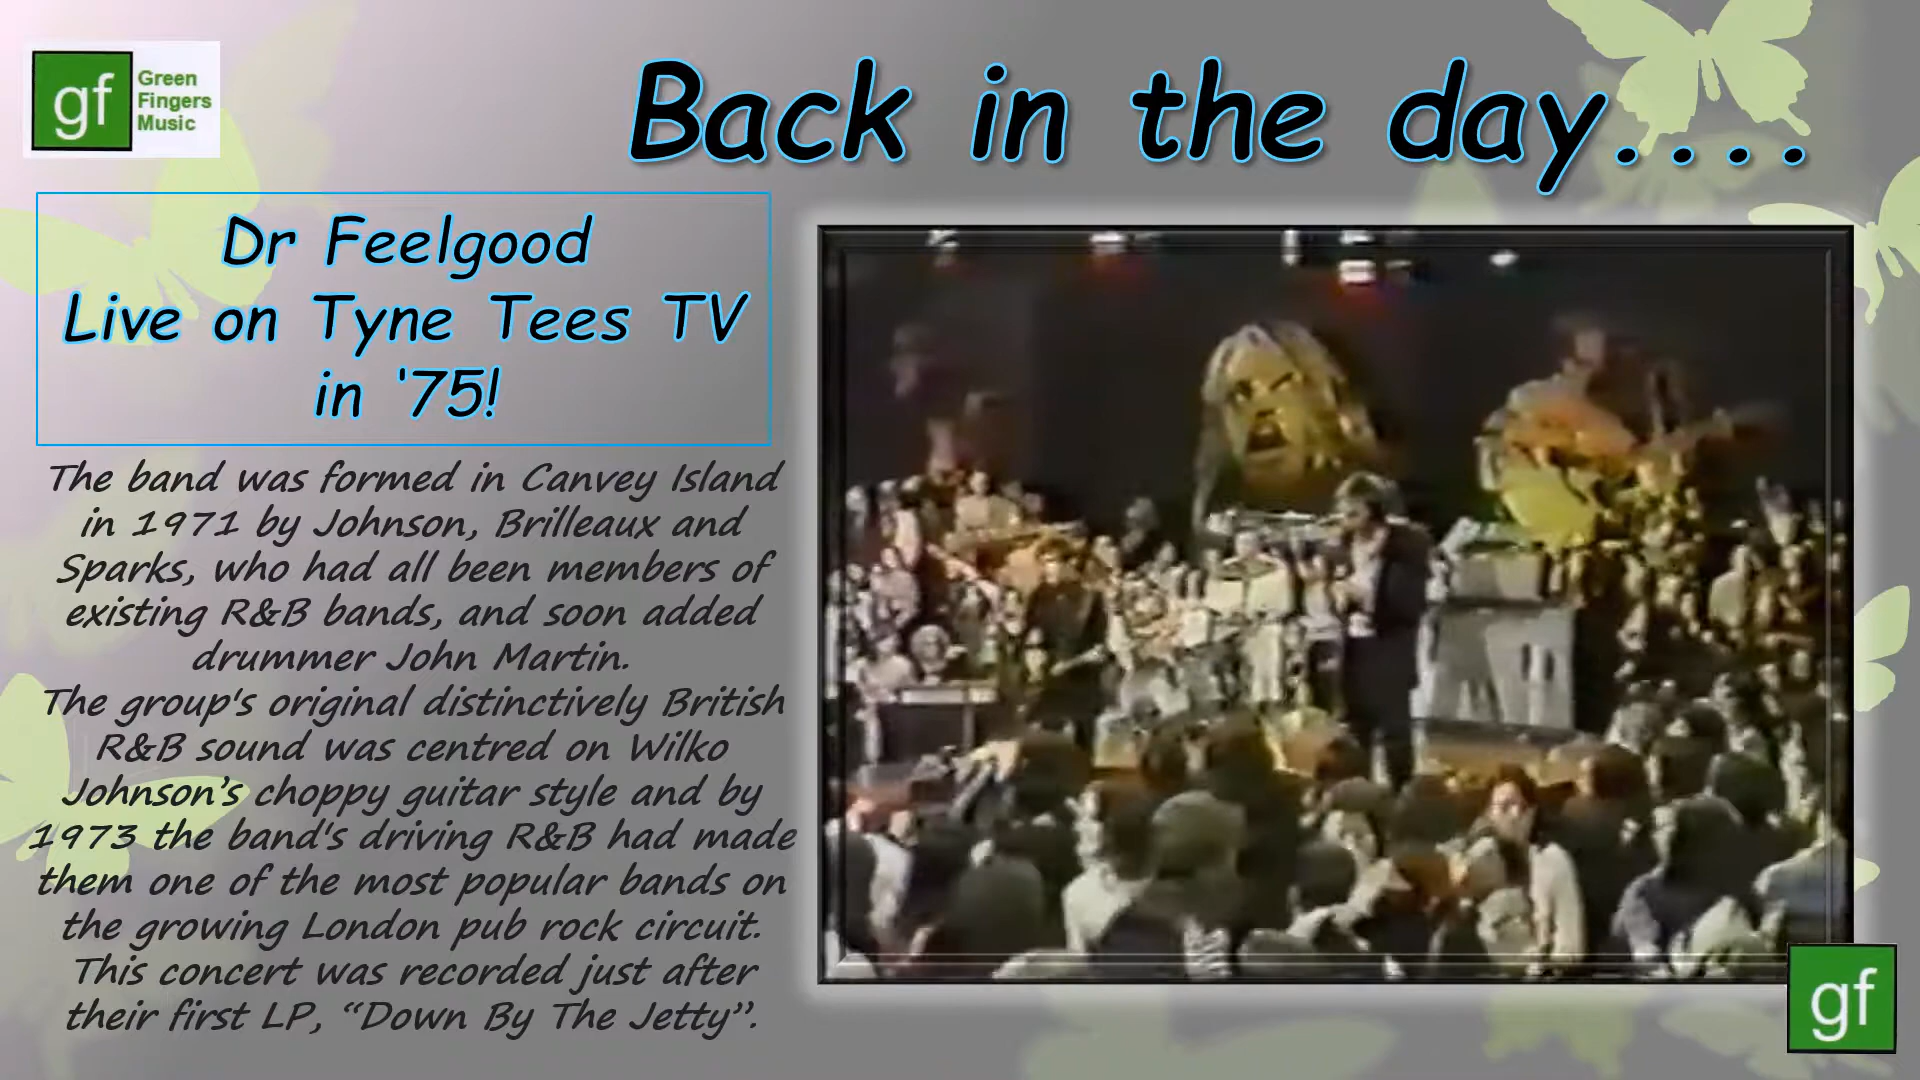 gf
Green
Fingers
Music
Back in the day....
Dr Feelgood
Live on Tyne Tees TV
in '75!
The band was formed in Canvey Island
in 1971 by Johnson, Brilleaux and
Sparks, who had all been members of
existing R&B bands, and soon added
drummer John Martin.
The group's original distinctively British
R&B sound was centred on Wilko
Johnson’s choppy guitar style and by
1973 the band's driving R&B had made
them one of the most popular bands on
the growing London pub rock circuit.
This concert was recorded just after
their first LP, “Down By The Jetty”.
gf